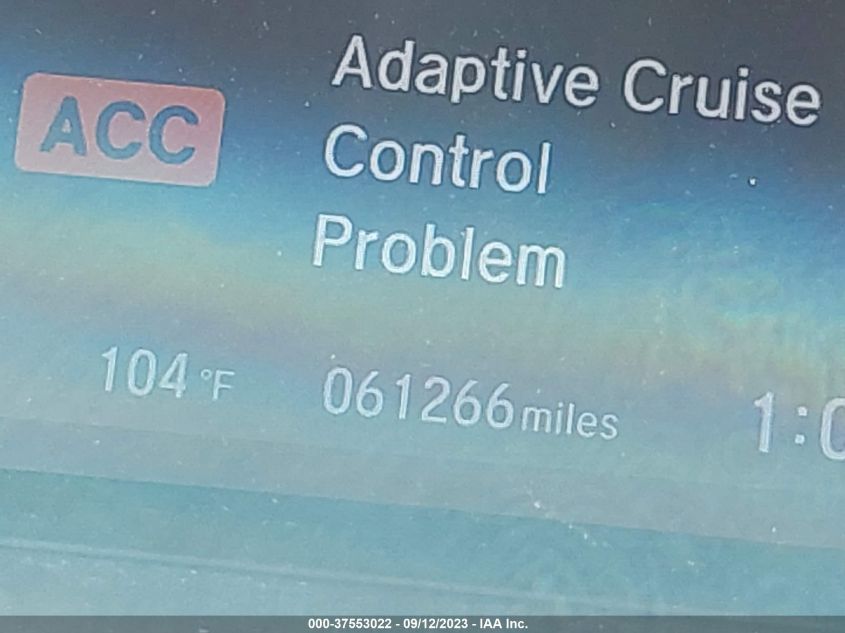 Adaptive Cruise
ACC
Control
Problem
104 °F 061266 miles
000-37553022 - 09/12/2023 - IAA Inc.